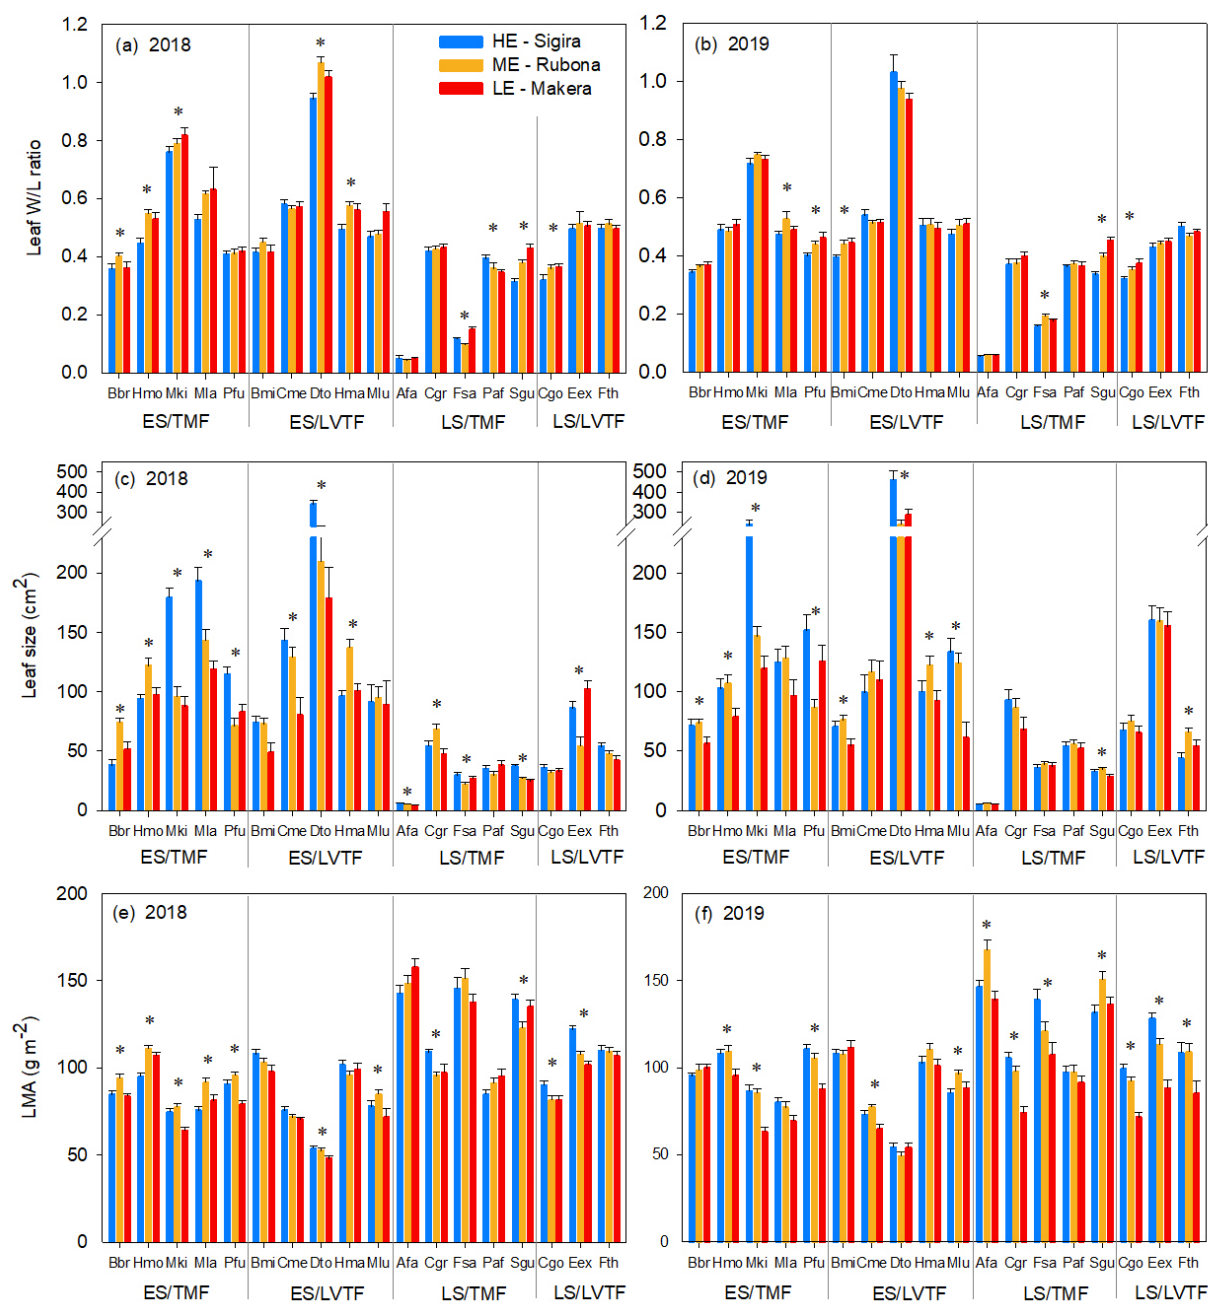 (a) 2018
HE - Sigira
ME - Rubona
LE - Makera
Leaf W/L ratio
1.2
1.0
0.8
0.6
0.4
0.2
0.0
* * * * * * * * *
Bbr Hmo Mki Mla Pfu Bmi Cme Dto Hma Mlu Afa Cgr Fsa Paf Sgu Cgo Eex Fth
ES/TMF ES/LVTF LS/TMF LS/LVTF
(b) 2019
1.2
1.0
0.8
0.6
0.4
0.2
0.0
* * * * * *
Bbr Hmo Mki Mla Pfu Bmi Cme Dto Hma Mlu Afa Cgr Fsa Paf Sgu Cgo Eex Fth
ES/TMF ES/LVTF LS/TMF LS/LVTF
(c) 2018
Leaf size (cm2)
500
400
300
200
150
100
50
0
* * * * * * * * * * * * *
Bbr Hmo Mki Mla Pfu Bmi Cme Dto Hma Mlu Afa Cgr Fsa Paf Sgu Cgo Eex Fth
ES/TMF ES/LVTF LS/TMF LS/LVTF
(d) 2019
500
400
300
200
150
100
50
0
* * * * * * * * * *
Bbr Hmo Mki Mla Pfu Bmi Cme Dto Hma Mlu Afa Cgr Fsa Paf Sgu Cgo Eex Fth
ES/TMF ES/LVTF LS/TMF LS/LVTF
(e) 2018
LMA (g m-2)
200
150
100
50
0
* * * * * * * * * * *
Bbr Hmo Mki Mla Pfu Bmi Cme Dto Hma Mlu Afa Cgr Fsa Paf Sgu Cgo Eex Fth
ES/TMF ES/LVTF LS/TMF LS/LVTF
(f) 2019
200
150
100
50
0
* * * * * * * * * * * *
Bbr Hmo Mki Mla Pfu Bmi Cme Dto Hma Mlu Afa Cgr Fsa Paf Sgu Cgo Eex Fth
ES/TMF ES/LVTF LS/TMF LS/LVTF